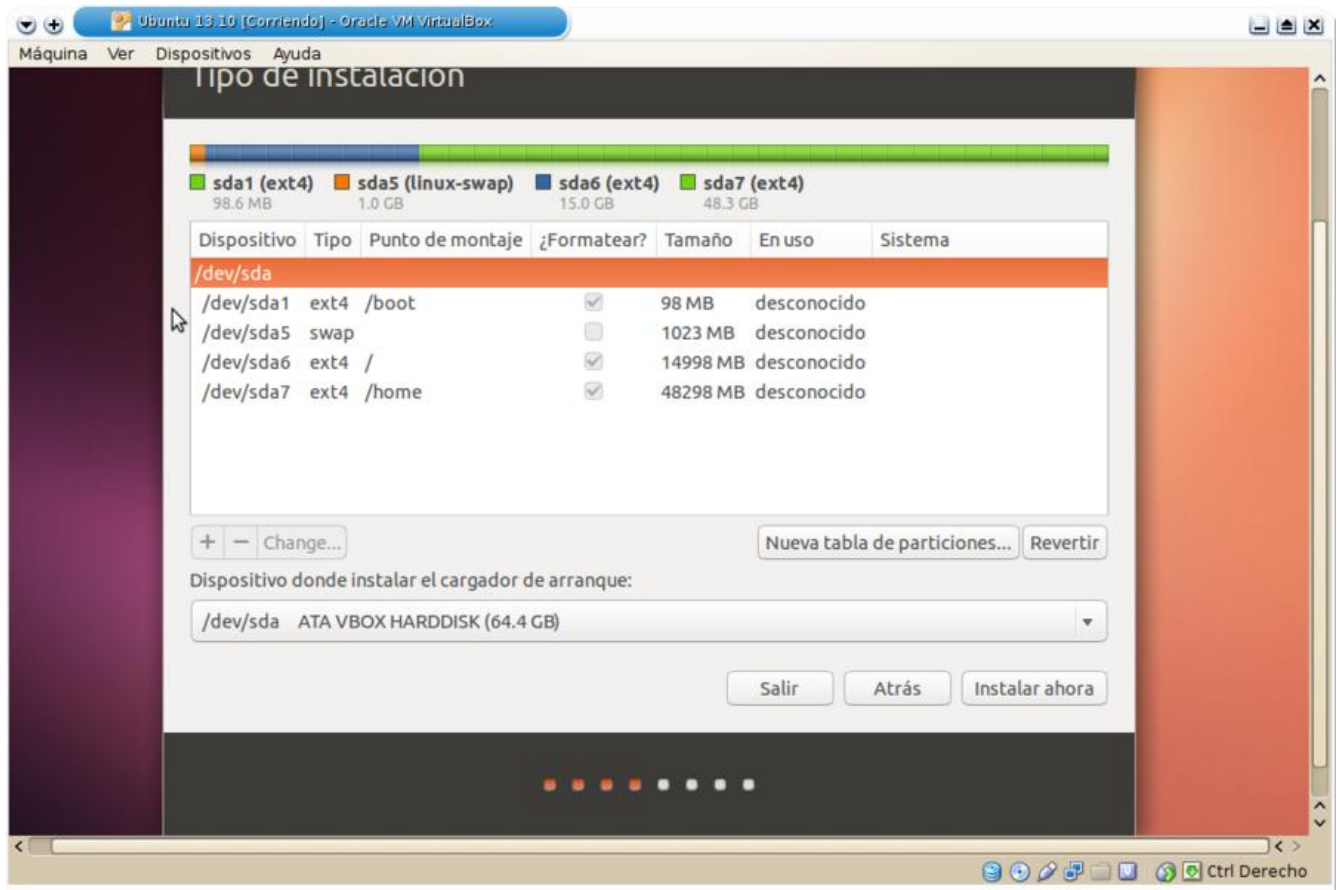 Ubuntu 13.10 [Corriendo] - Oracle VM VirtualBox
Máquina Ver Dispositivos Ayuda
Tipo de instalación
sda1 (ext4) sda5 (linux-swap) sda6 (ext4) sda7 (ext4)
98.6 MB 1.0 GB 15.0 GB 48.3 GB
Dispositivo Tipo Punto de montaje ¿Formatear? Tamaño En uso Sistema
/dev/sda
/dev/sda1 ext4 /boot 98 MB desconocido
/dev/sda5 swap 1023 MB desconocido
/dev/sda6 ext4 / 14998 MB desconocido
/dev/sda7 ext4 /home 48298 MB desconocido
+ − Change... Nueva tabla de particiones... Revertir
Dispositivo donde instalar el cargador de arranque:
/dev/sda ATA VBOX HARDDISK (64.4 GB)
Salir Atrás Instalar ahora
Ctrl Derecho